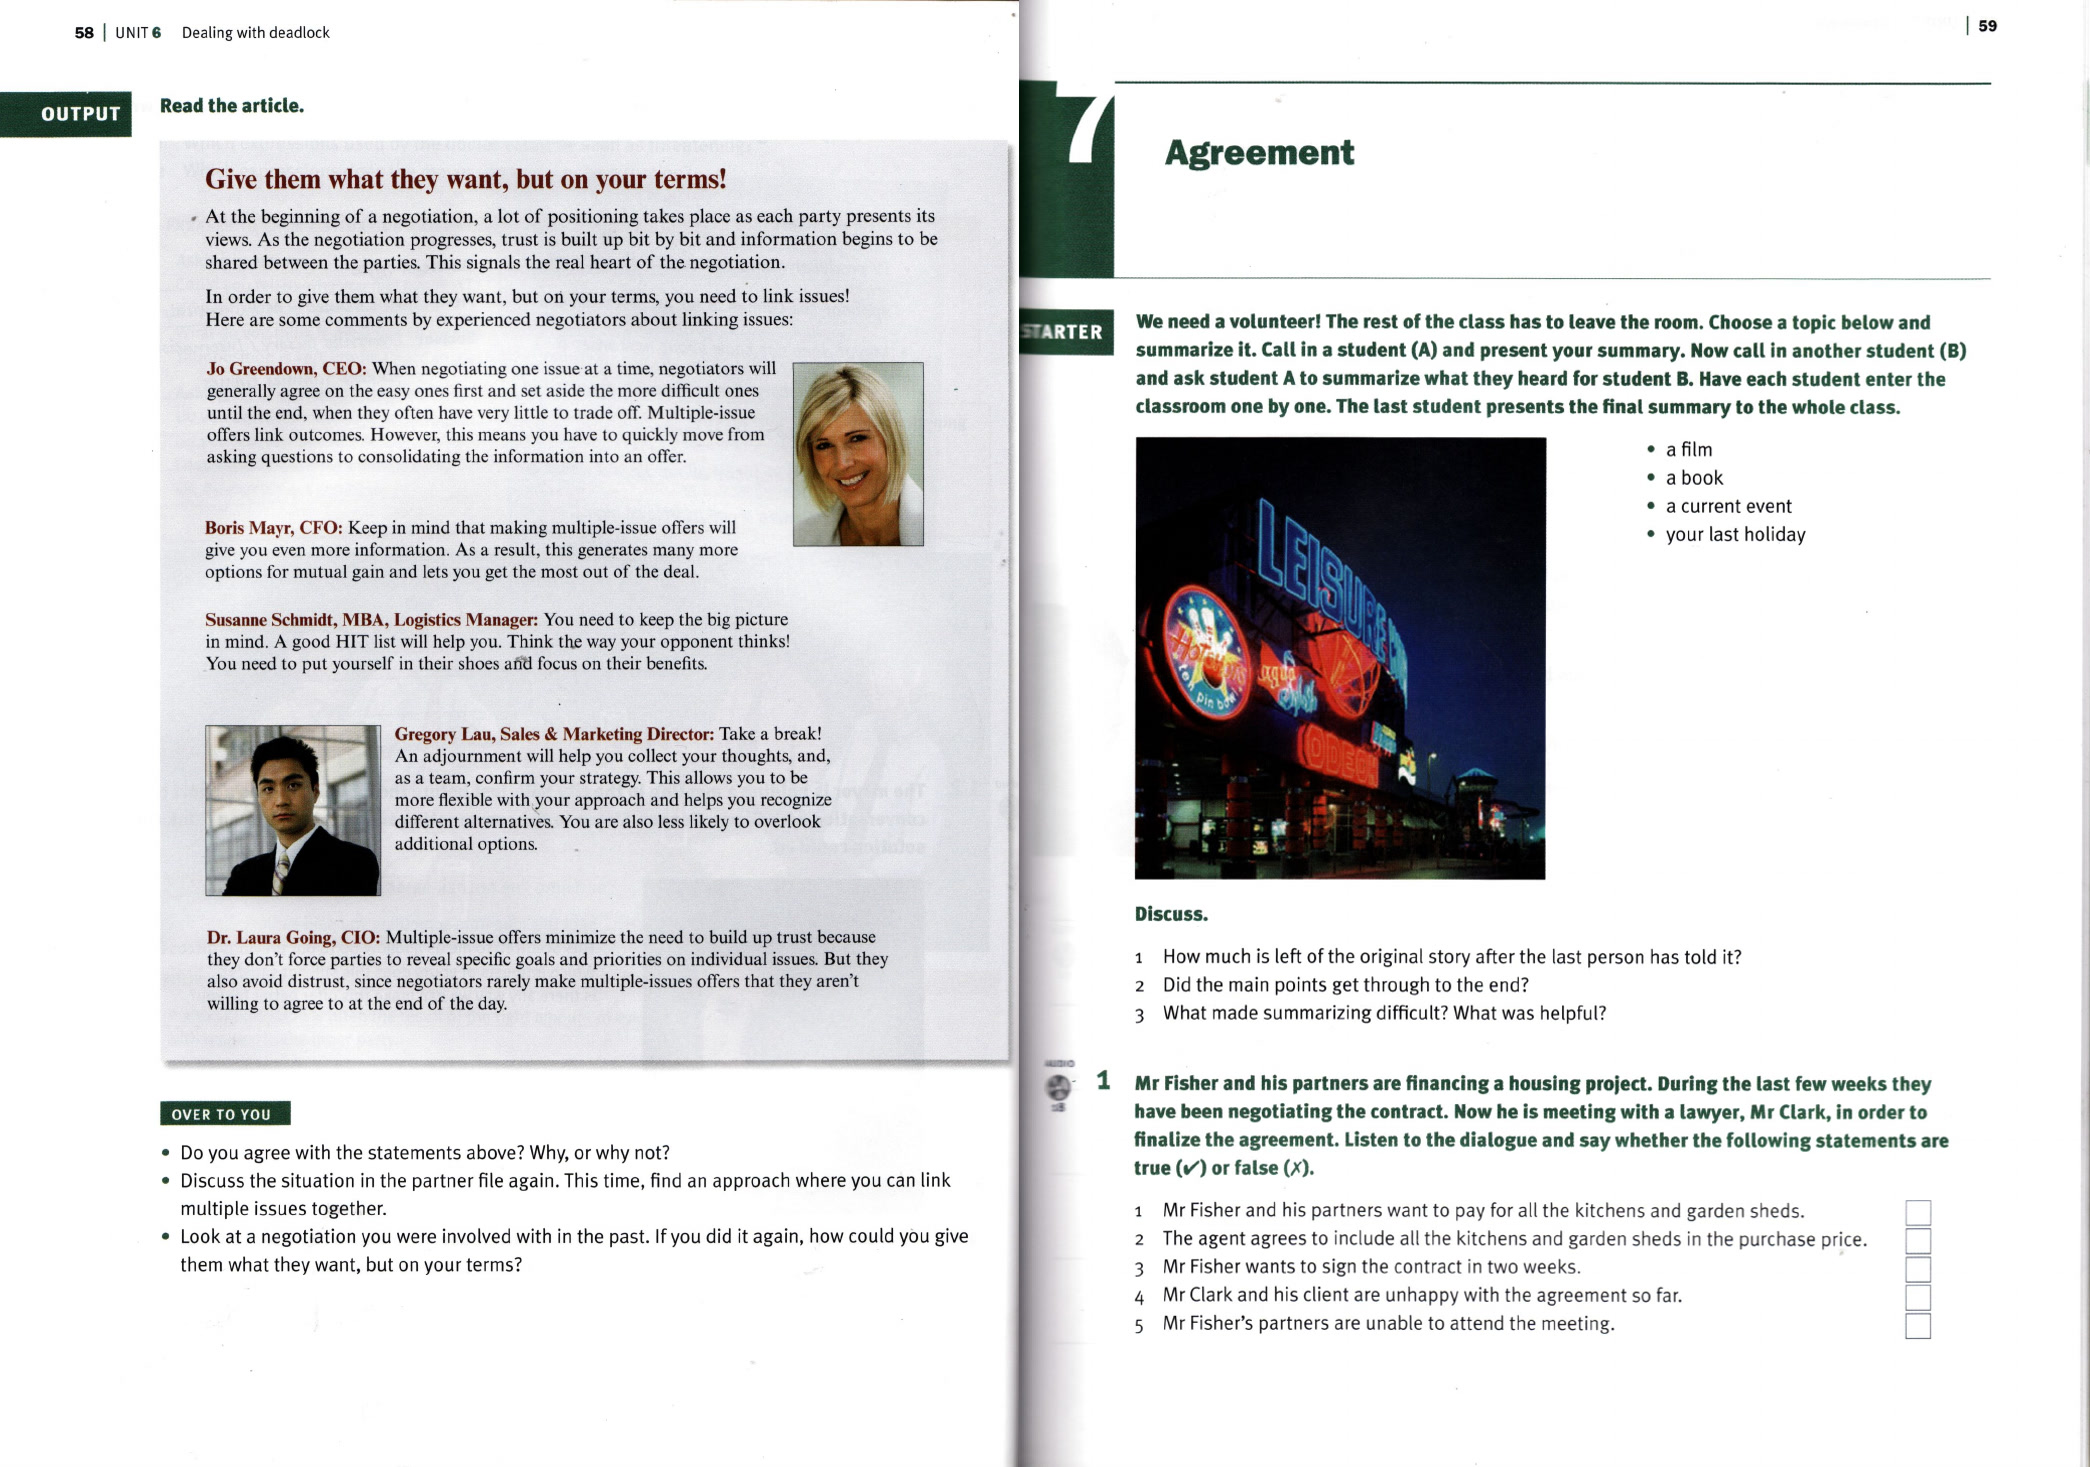 58 | UNIT 6 Dealing with deadlock
OUTPUT
Read the article.
Give them what they want, but on your terms!
At the beginning of a negotiation, a lot of positioning takes place as each party presents its
views. As the negotiation progresses, trust is built up bit by bit and information begins to be
shared between the parties. This signals the real heart of the negotiation.
In order to give them what they want, but on your terms, you need to link issues!
Here are some comments by experienced negotiators about linking issues:
Jo Greendown, CEO: When negotiating one issue at a time, negotiators will
generally agree on the easy ones first and set aside the more difficult ones
until the end, when they often have very little to trade off. Multiple-issue
offers link outcomes. However, this means you have to quickly move from
asking questions to consolidating the information into an offer.
Boris Mayr, CFO: Keep in mind that making multiple-issue offers will
give you even more information. As a result, this generates many more
options for mutual gain and lets you get the most out of the deal.
Susanne Schmidt, MBA, Logistics Manager: You need to keep the big picture
in mind. A good HIT list will help you. Think the way your opponent thinks!
You need to put yourself in their shoes and focus on their benefits.
Gregory Lau, Sales & Marketing Director: Take a break!
An adjournment will help you collect your thoughts, and,
as a team, confirm your strategy. This allows you to be
more flexible with your approach and helps you recognize
different alternatives. You are also less likely to overlook
additional options.
Dr. Laura Going, CIO: Multiple-issue offers minimize the need to build up trust because
they don't force parties to reveal specific goals and priorities on individual issues. But they
also avoid distrust, since negotiators rarely make multiple-issues offers that they aren't
willing to agree to at the end of the day.
OVER TO YOU
• Do you agree with the statements above? Why, or why not?
• Discuss the situation in the partner file again. This time, find an approach where you can link
multiple issues together.
• Look at a negotiation you were involved with in the past. If you did it again, how could you give
them what they want, but on your terms?
| 59
7
Agreement
STARTER
We need a volunteer! The rest of the class has to leave the room. Choose a topic below and
summarize it. Call in a student (A) and present your summary. Now call in another student (B)
and ask student A to summarize what they heard for student B. Have each student enter the
classroom one by one. The last student presents the final summary to the whole class.
• a film
• a book
• a current event
• your last holiday
LEISURE
ten pin bowl
ODEON
Discuss.
1 How much is left of the original story after the last person has told it?
2 Did the main points get through to the end?
3 What made summarizing difficult? What was helpful?
AUDIO
1 Mr Fisher and his partners are financing a housing project. During the last few weeks they
have been negotiating the contract. Now he is meeting with a lawyer, Mr Clark, in order to
finalize the agreement. Listen to the dialogue and say whether the following statements are
true (✔) or false (✗).
1 Mr Fisher and his partners want to pay for all the kitchens and garden sheds.
2 The agent agrees to include all the kitchens and garden sheds in the purchase price.
3 Mr Fisher wants to sign the contract in two weeks.
4 Mr Clark and his client are unhappy with the agreement so far.
5 Mr Fisher's partners are unable to attend the meeting.